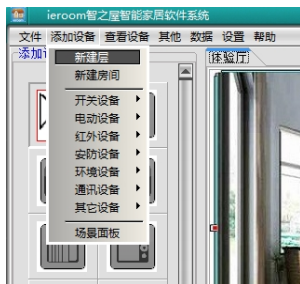 ieroom智之屋智能家居软件系统
文件 添加设备 查看设备 其他 数据 设置 帮助
添加
体验厅
新建层
新建房间
开关设备
电动设备
红外设备
安防设备
环境设备
通讯设备
其它设备
场景面板